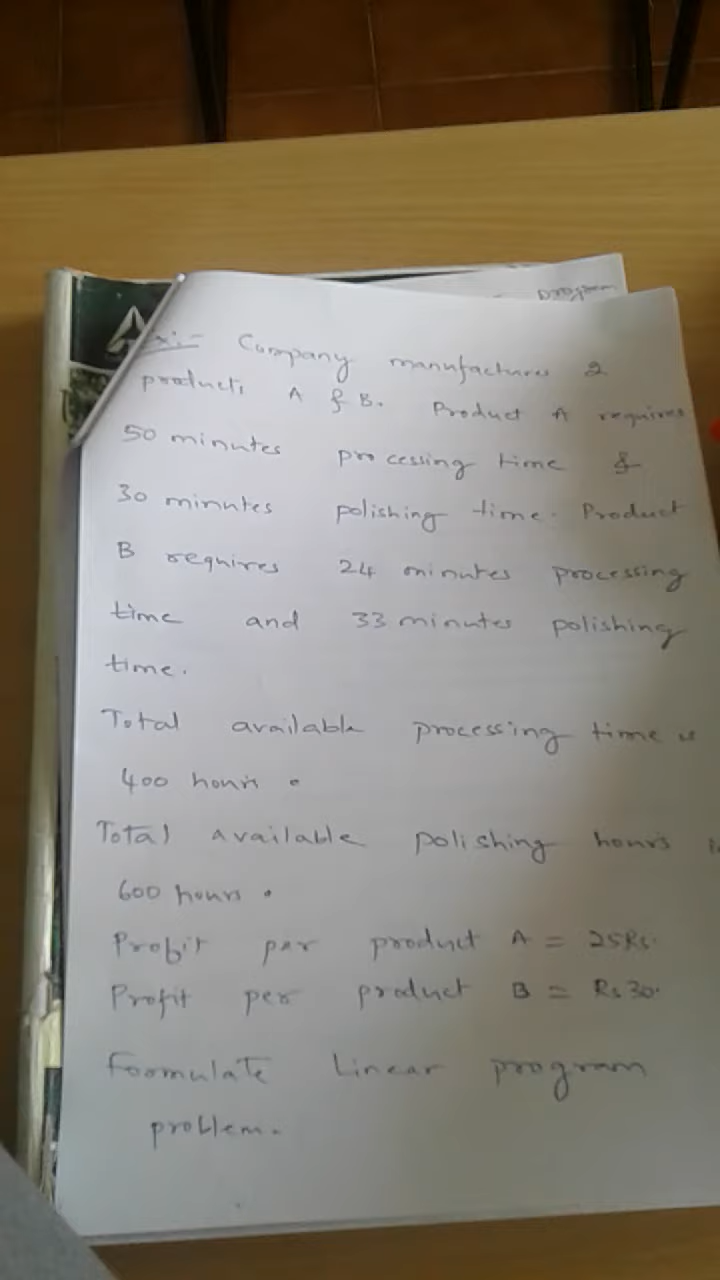 program
Ex:- Company manufactures 2
products A & B. Product A requires
50 minutes processing time &
30 minutes polishing time. Product
B requires 24 minutes processing
time and 33 minutes polishing
time.
Total available processing time is
400 hours.
Total available polishing hours is
600 hours.
Profit per product A = 25Rs.
Profit per product B = Rs 30.
Formulate Linear program
problem.